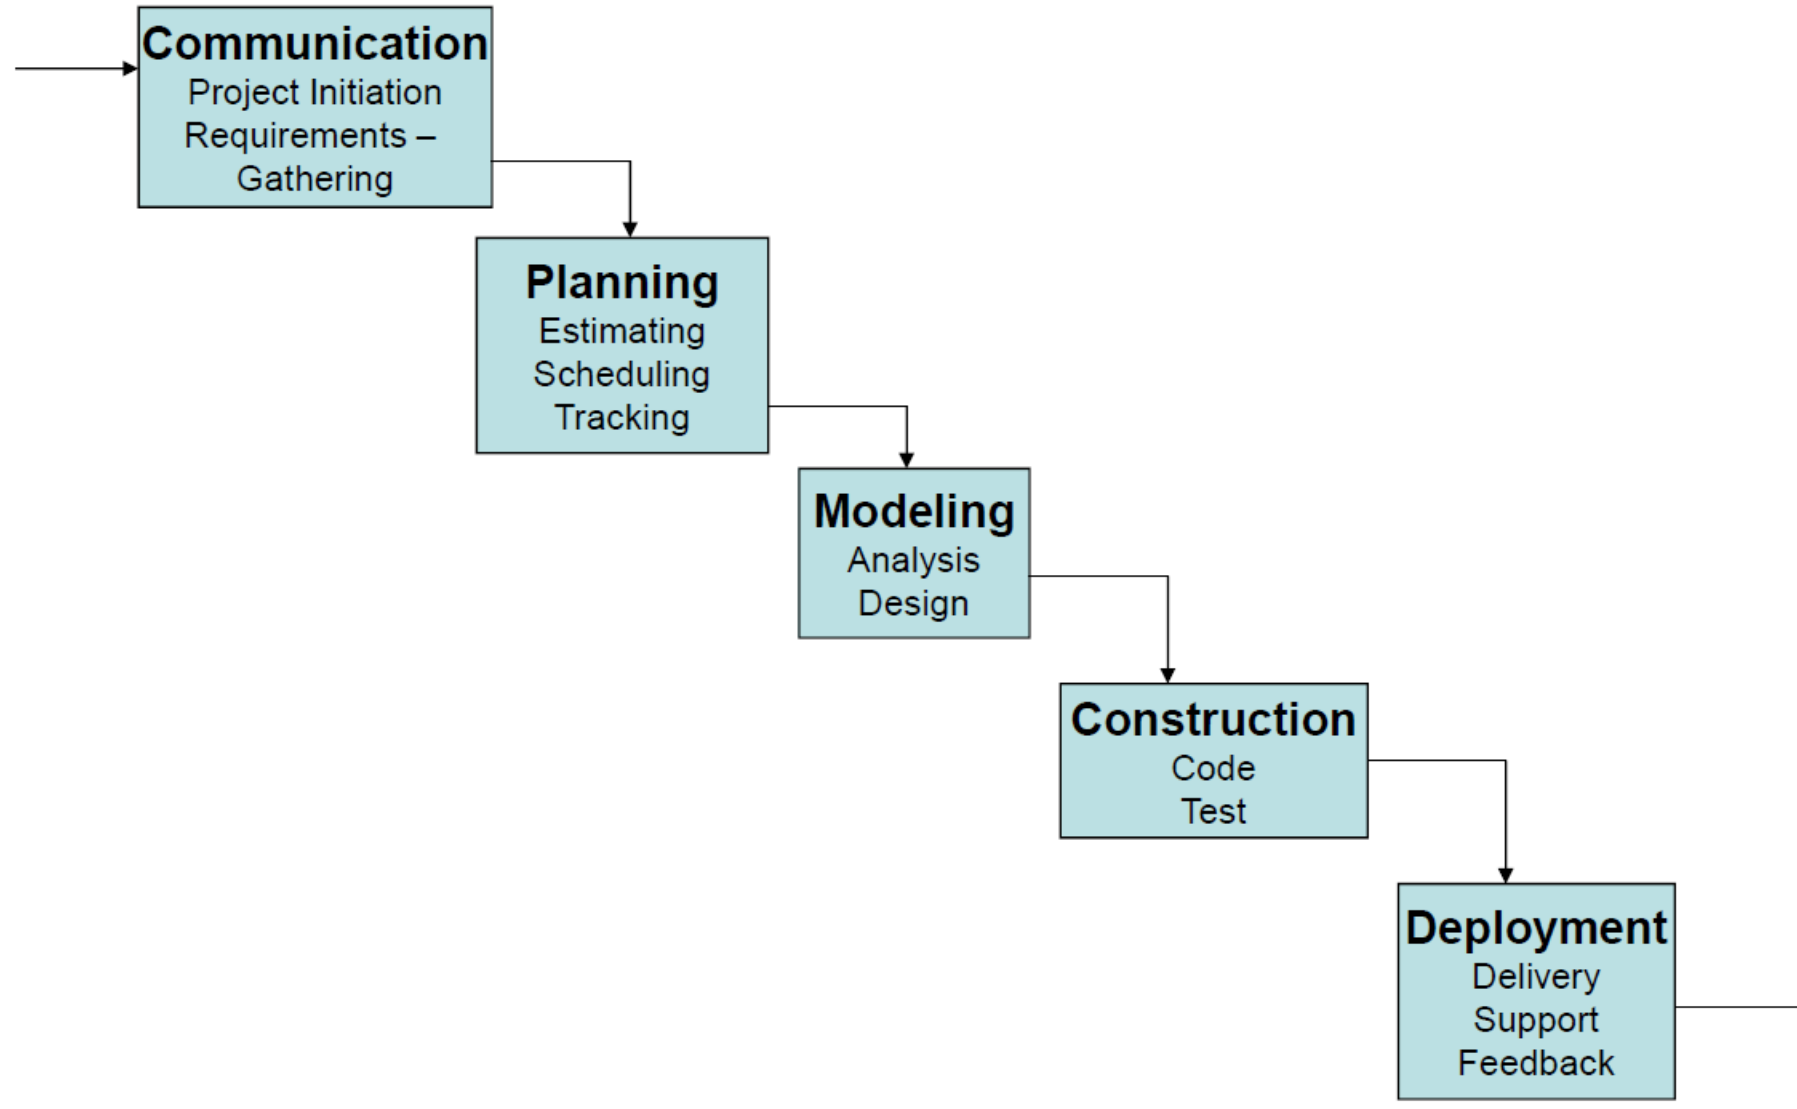 Communication
Project Initiation
Requirements –
Gathering
Planning
Estimating
Scheduling
Tracking
Modeling
Analysis
Design
Construction
Code
Test
Deployment
Delivery
Support
Feedback